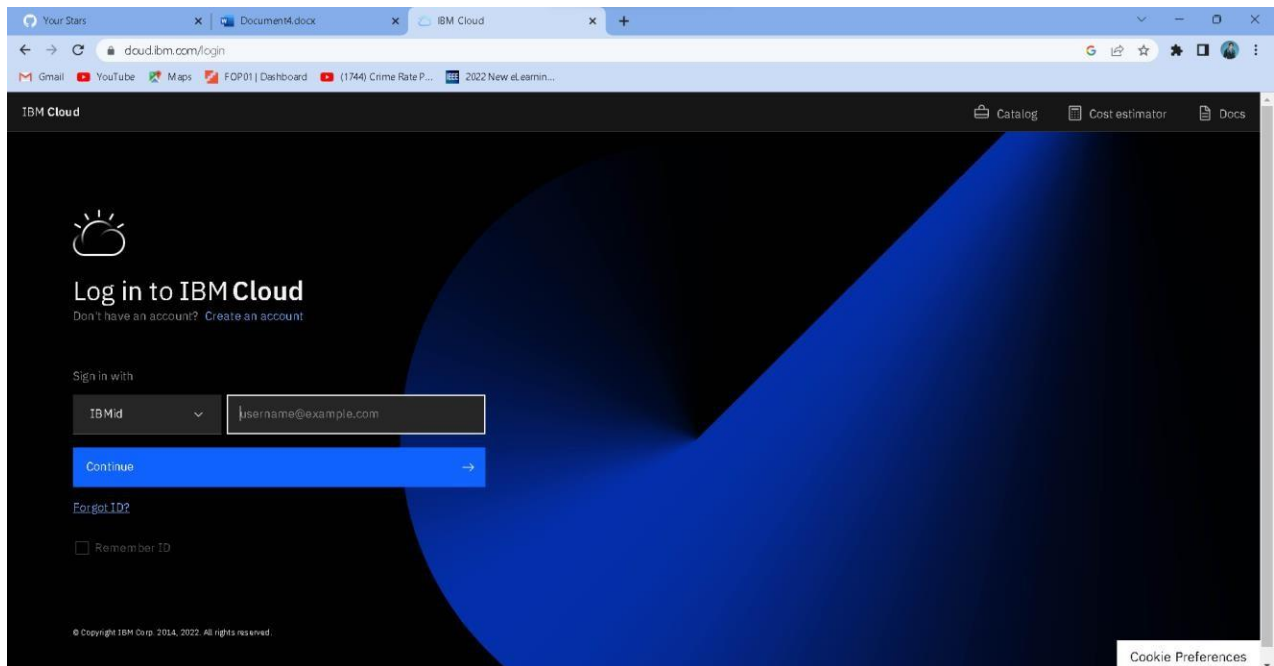 Your Stars Document4.docx IBM Cloud
cloud.ibm.com/login
Gmail YouTube Maps FOP01 | Dashboard (1744) Crime Rate P... 2022 New eLearnin...
IBM Cloud Catalog Cost estimator Docs
Log in to IBM Cloud
Don't have an account? Create an account
Sign in with
IBMid username@example.com
Continue
Forgot ID?
Remember ID
© Copyright IBM Corp. 2014, 2022. All rights reserved.
Cookie Preferences